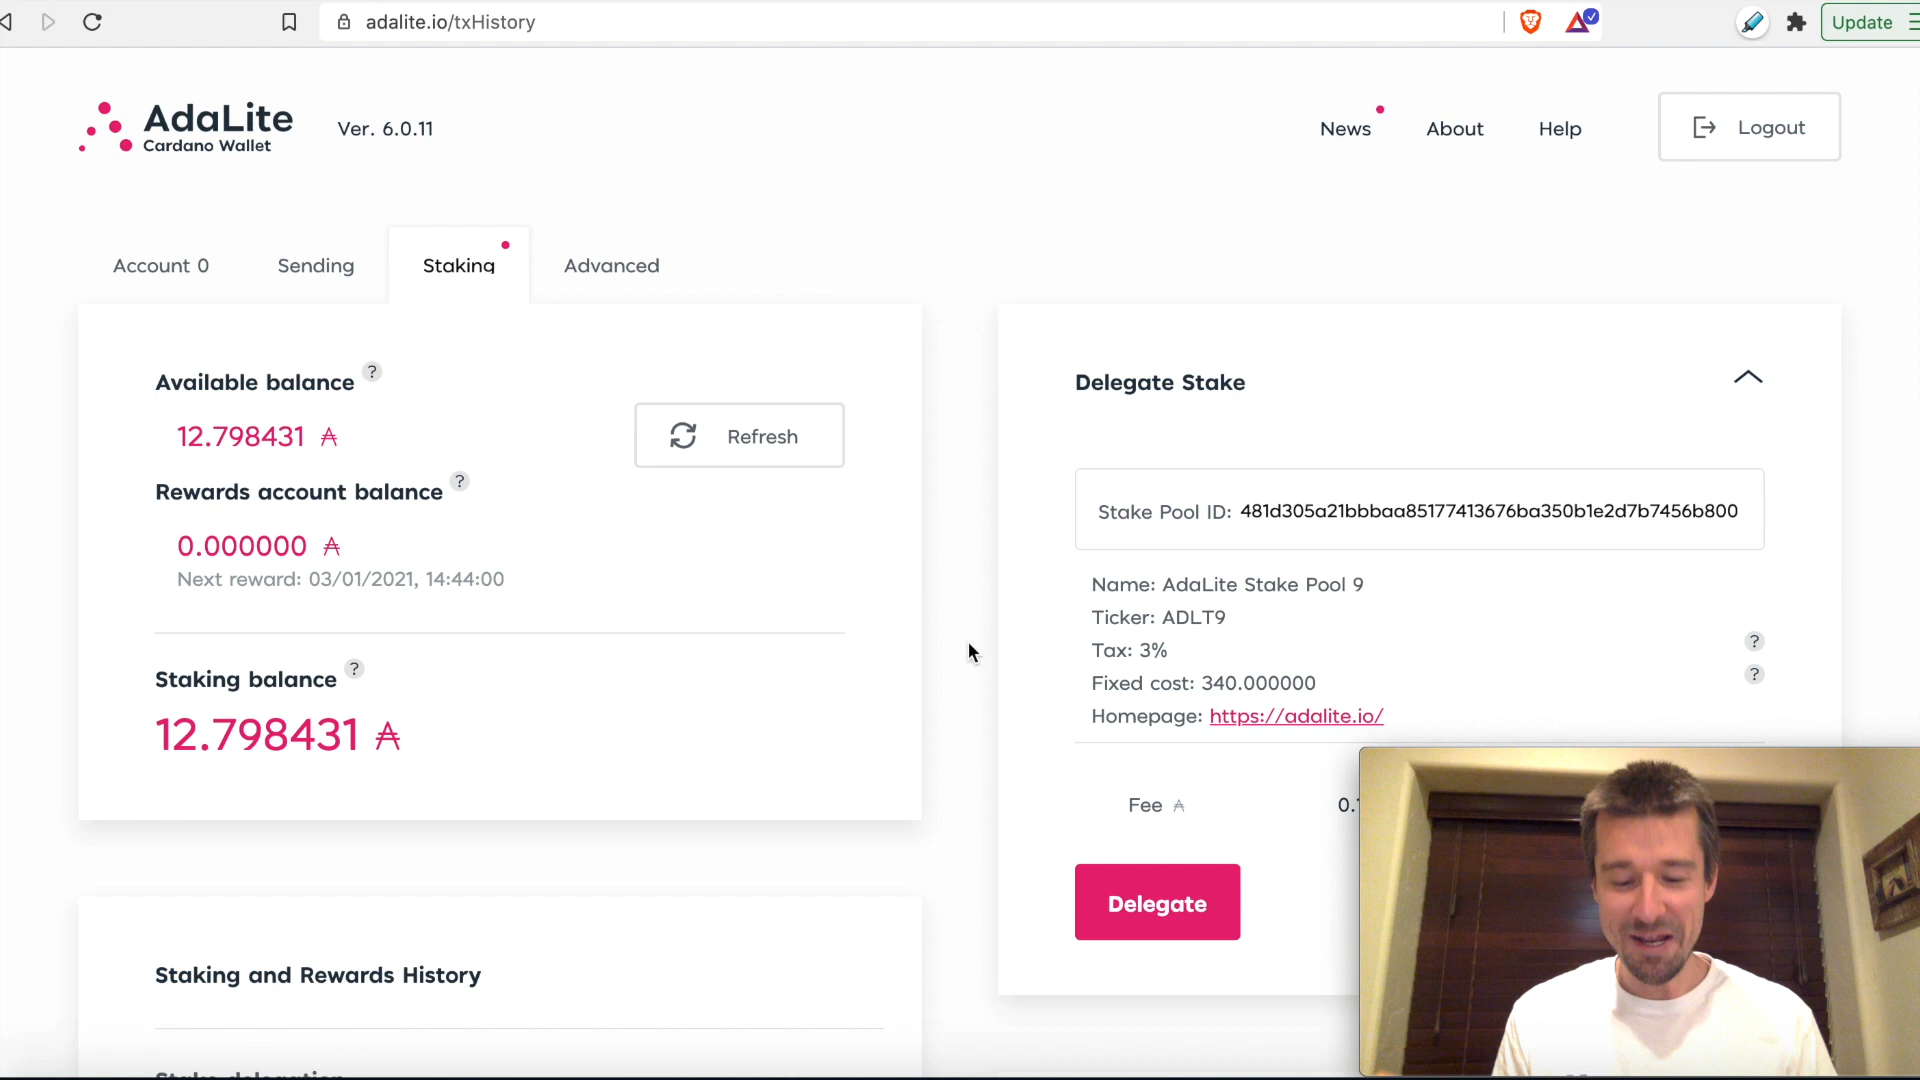 adalite.io/txHistory
Update
AdaLite
Cardano Wallet
Ver. 6.0.11
News
About
Help
Logout
Account 0
Sending
Staking
Advanced
Available balance ?
12.798431 ₳
Refresh
Rewards account balance ?
0.000000 ₳
Next reward: 03/01/2021, 14:44:00
Staking balance ?
12.798431 ₳
Staking and Rewards History
Stake delegation
Delegate Stake
Stake Pool ID: 481d305a21bbbaa85177413676ba350b1e2d7b7456b800
Name: AdaLite Stake Pool 9
Ticker: ADLT9
Tax: 3% ?
Fixed cost: 340.000000 ?
Homepage: https://adalite.io/
Fee ₳
Delegate